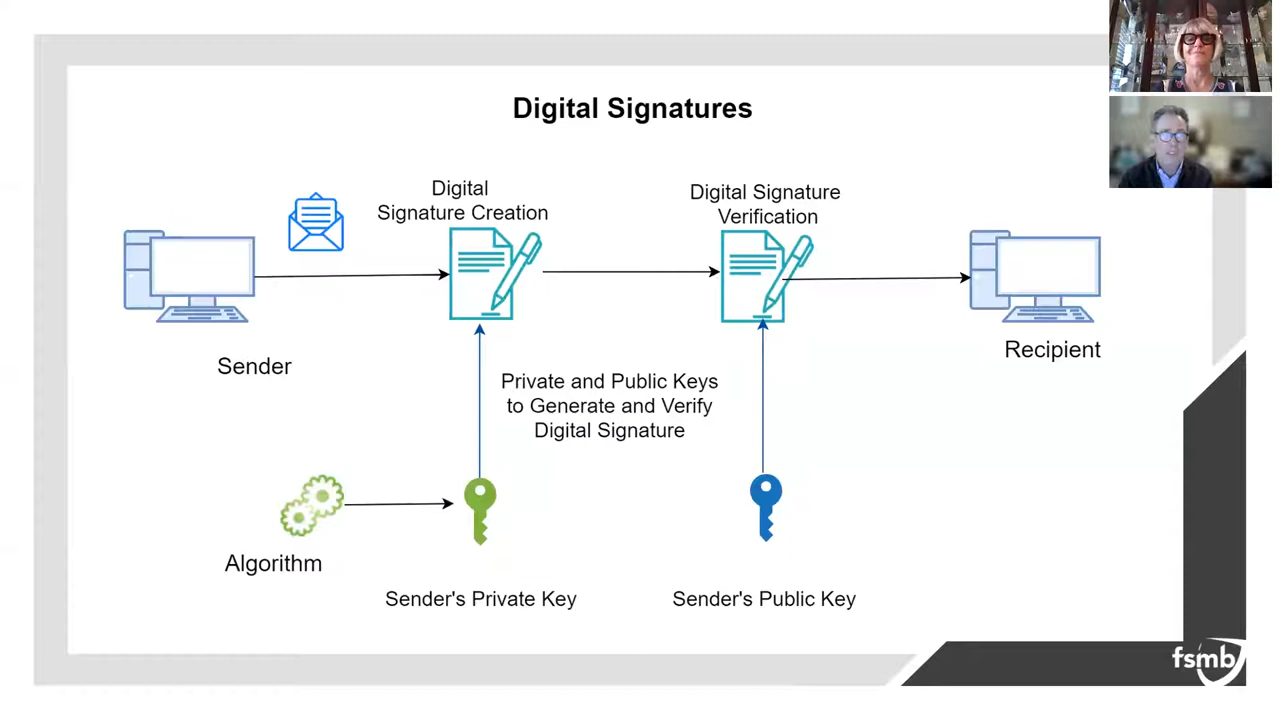 Digital Signatures
Digital
Signature Creation
Digital Signature
Verification
Sender
Recipient
Private and Public Keys
to Generate and Verify
Digital Signature
Algorithm
Sender's Private Key
Sender's Public Key
fsmb